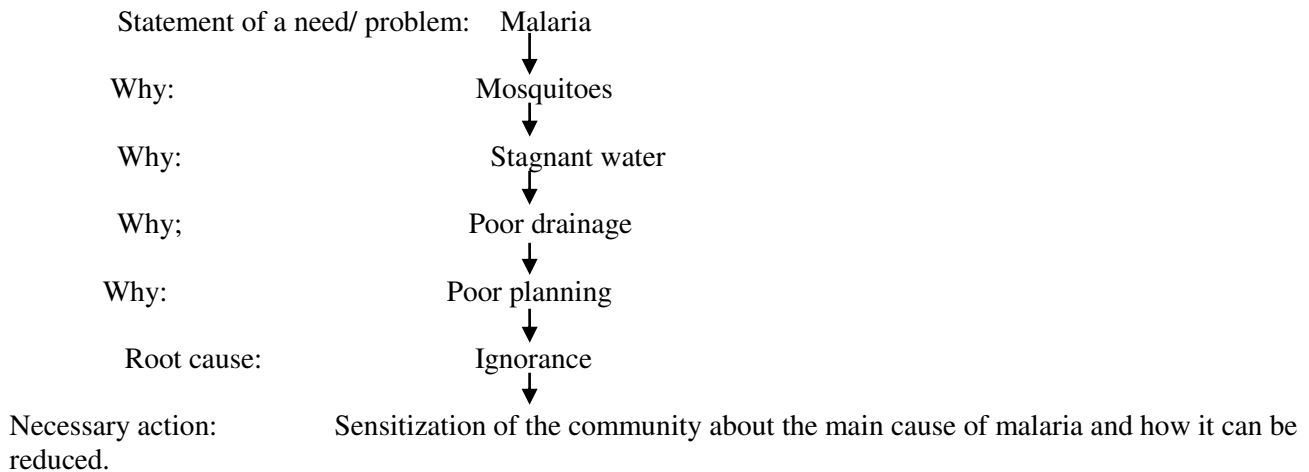 Statement of a need/ problem: Malaria
Why: Mosquitoes
Why: Stagnant water
Why; Poor drainage
Why: Poor planning
Root cause: Ignorance
Necessary action: Sensitization of the community about the main cause of malaria and how it can be
reduced.